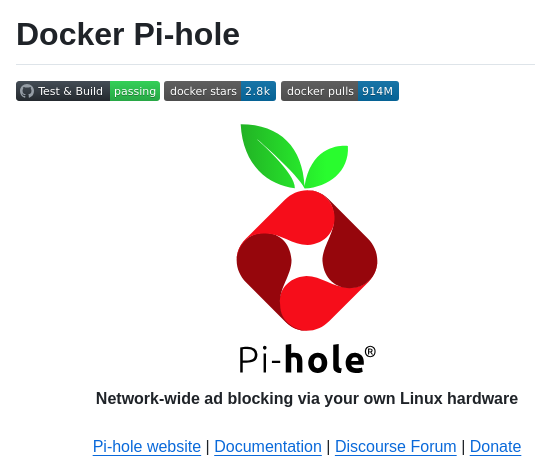 Docker Pi-hole
Test & Build passing docker stars 2.8k docker pulls 914M
Pi-hole®
Network-wide ad blocking via your own Linux hardware
Pi-hole website | Documentation | Discourse Forum | Donate